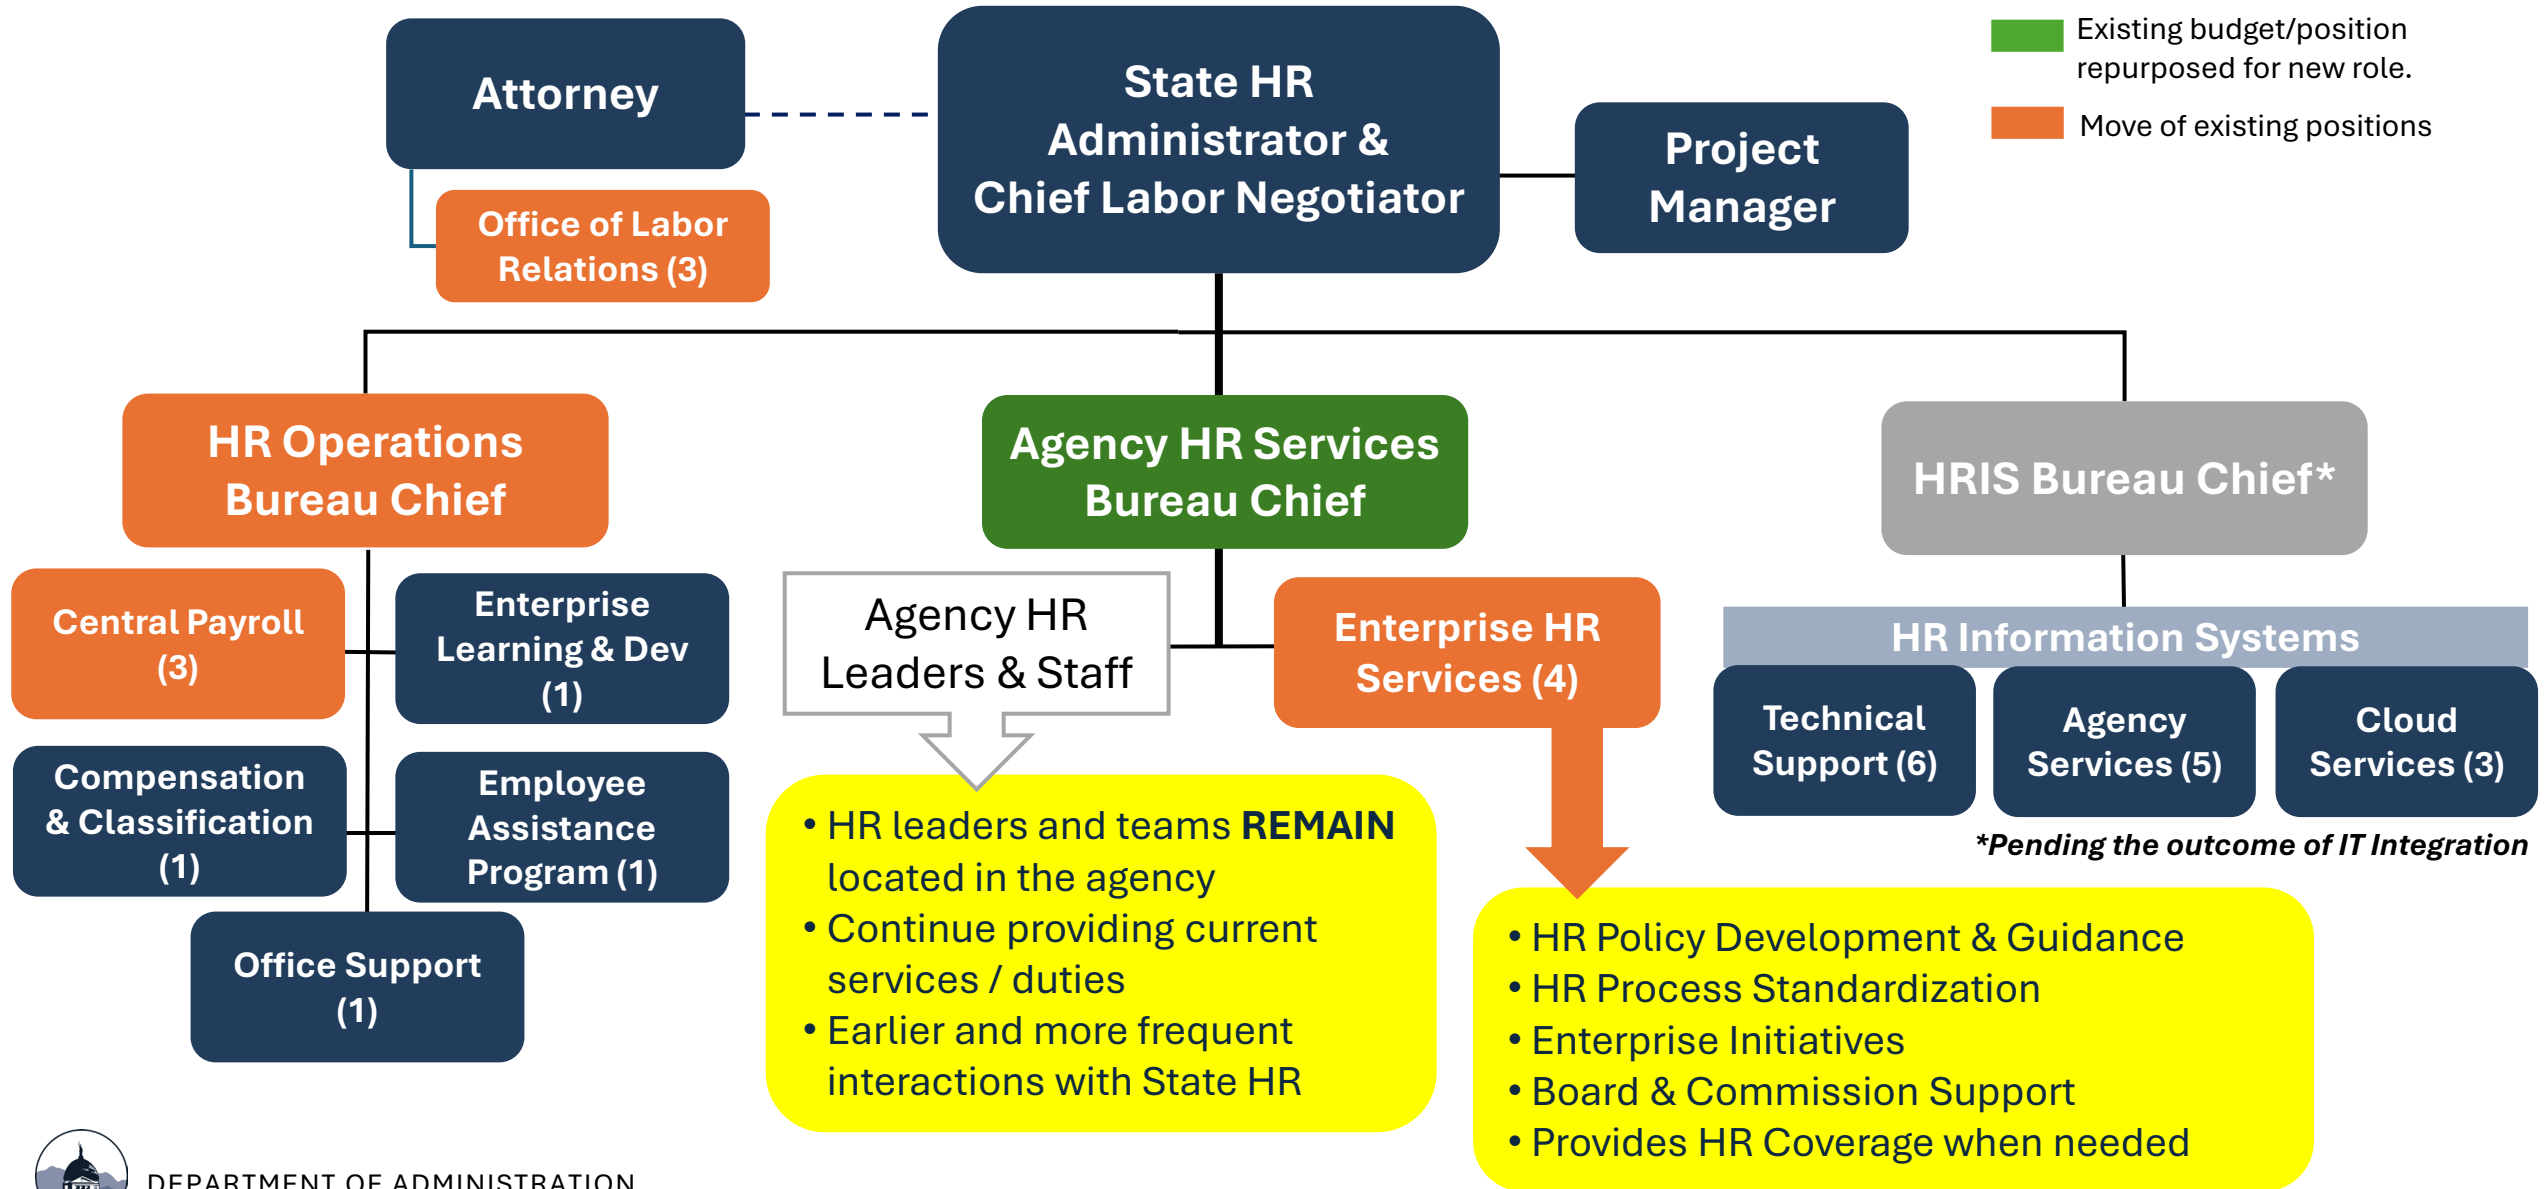 Existing budget/position
repurposed for new role.
Move of existing positions
Attorney
State HR
Administrator &
Chief Labor Negotiator
Project
Manager
Office of Labor
Relations (3)
HR Operations
Bureau Chief
Agency HR Services
Bureau Chief
HRIS Bureau Chief*
Central Payroll
(3)
Enterprise
Learning & Dev
(1)
Compensation
& Classification
(1)
Employee
Assistance
Program (1)
Office Support
(1)
Agency HR
Leaders & Staff
Enterprise HR
Services (4)
• HR leaders and teams REMAIN
located in the agency
• Continue providing current
services / duties
• Earlier and more frequent
interactions with State HR
• HR Policy Development & Guidance
• HR Process Standardization
• Enterprise Initiatives
• Board & Commission Support
• Provides HR Coverage when needed
HR Information Systems
Technical
Support (6)
Agency
Services (5)
Cloud
Services (3)
*Pending the outcome of IT Integration
DEPARTMENT OF ADMINISTRATION